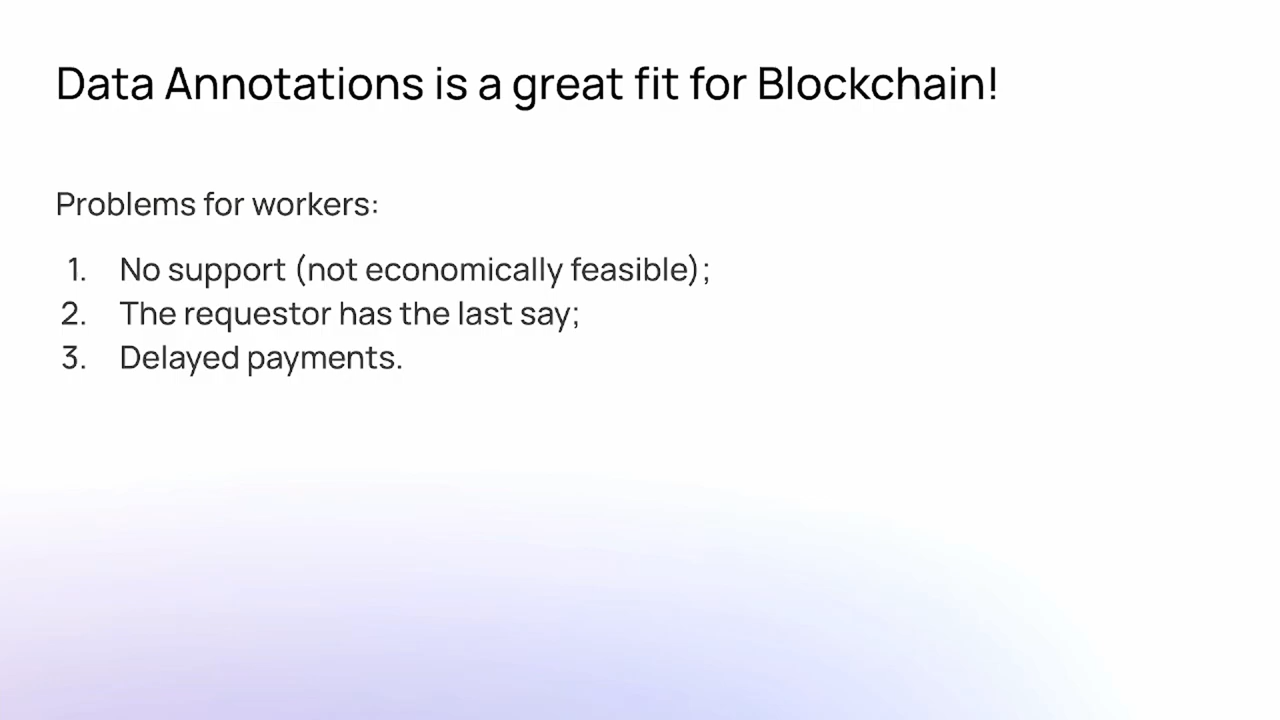 Data Annotations is a great fit for Blockchain!
Problems for workers:
1. No support (not economically feasible);
2. The requestor has the last say;
3. Delayed payments.